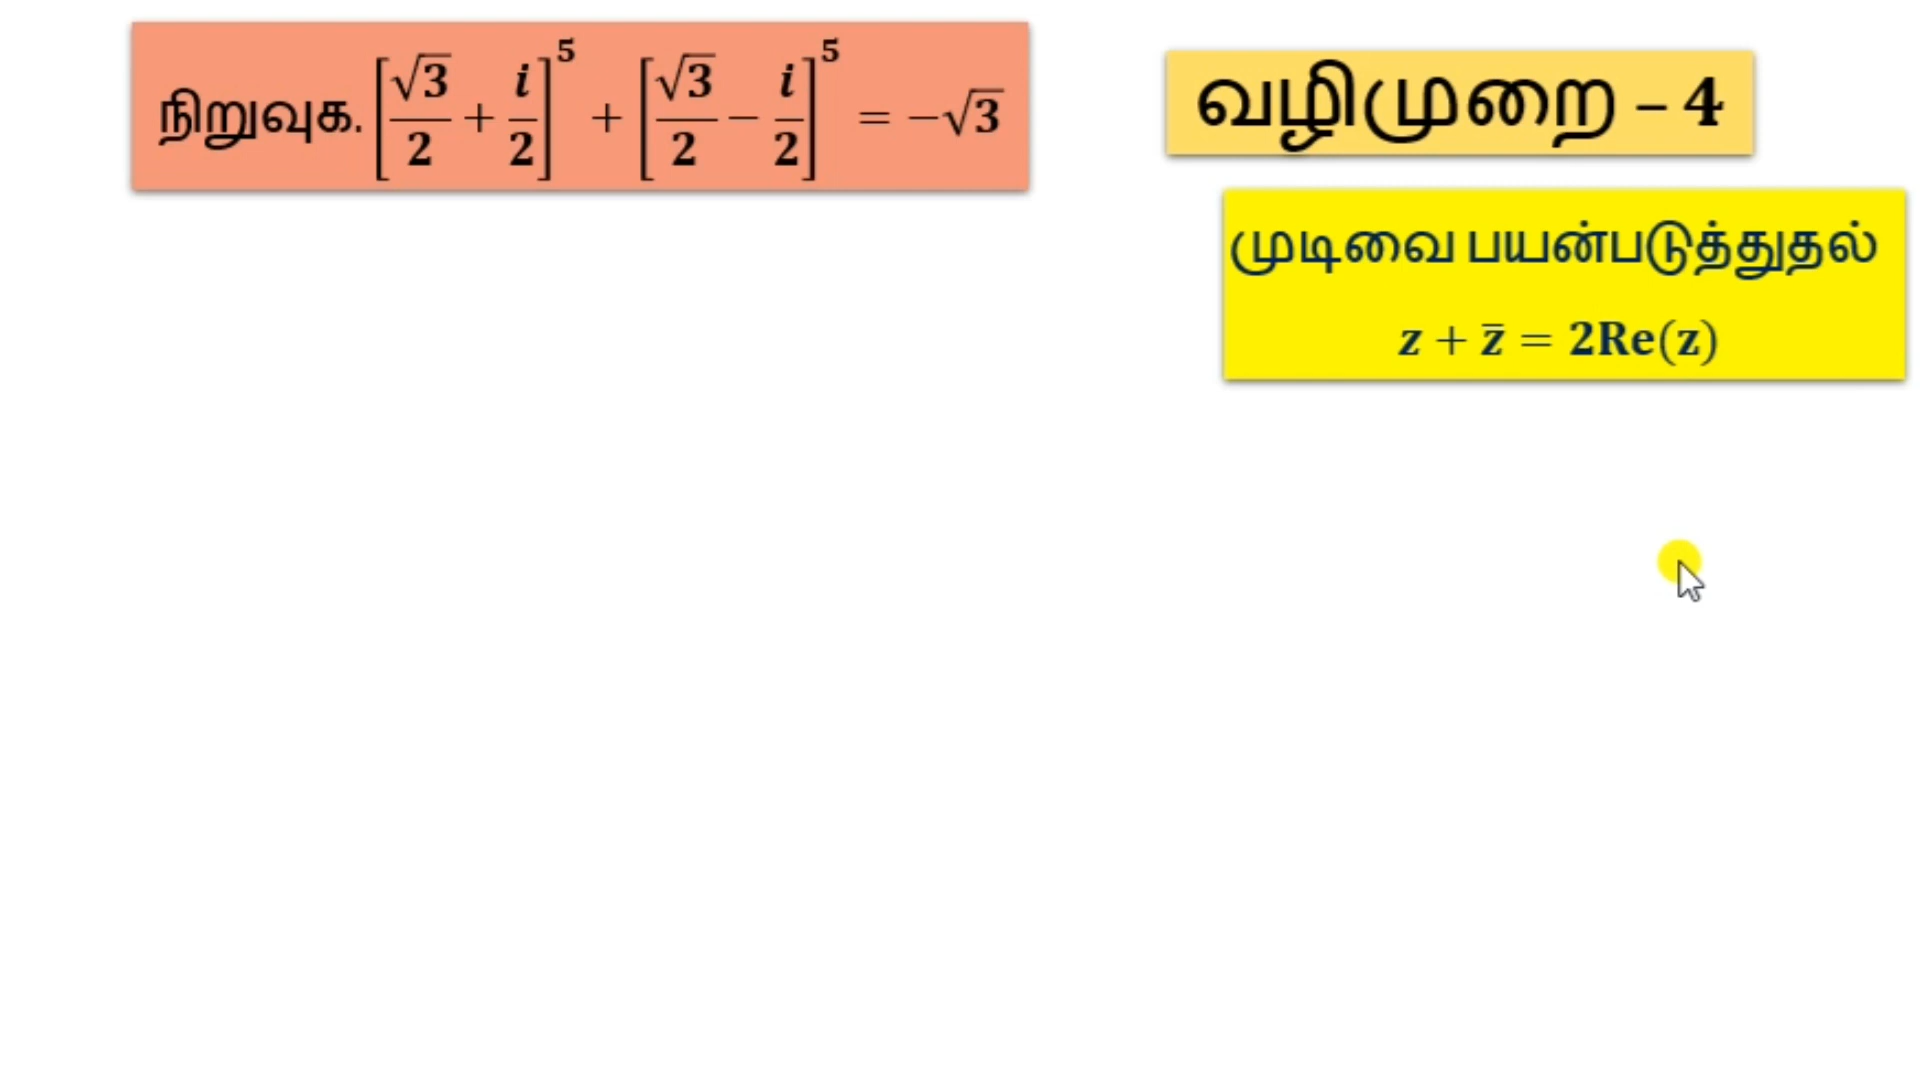 நிறுவுக. [√3/2 + i/2]⁵ + [√3/2 − i/2]⁵ = −√3
வழிமுறை – 4
முடிவை பயன்படுத்துதல்
z + z̄ = 2Re(z)